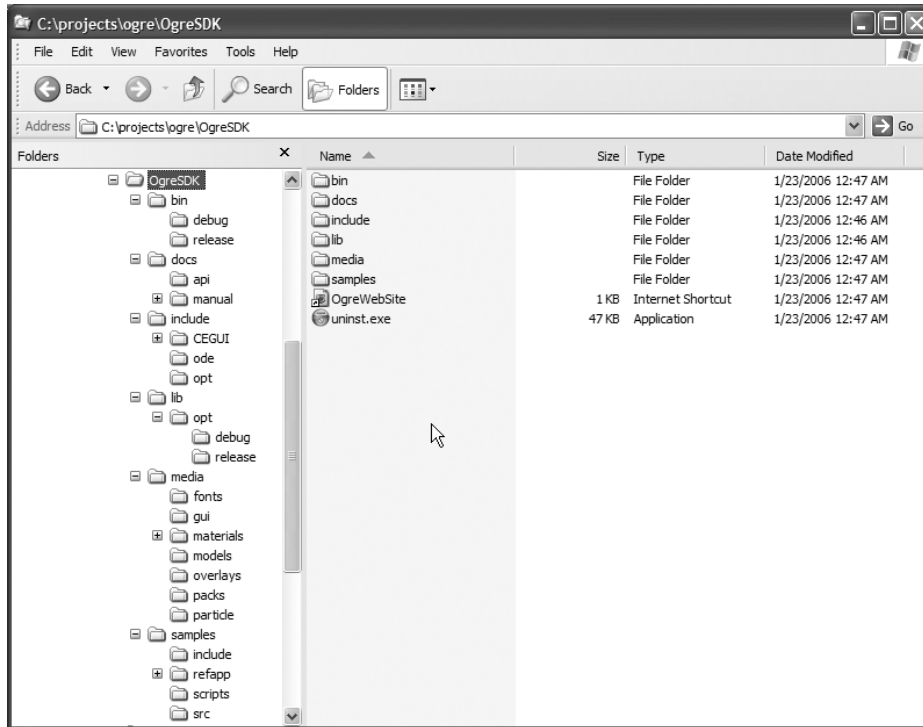 C:\projects\ogre\OgreSDK
File Edit View Favorites Tools Help
Back Search Folders
Address C:\projects\ogre\OgreSDK Go
Folders
OgreSDK
bin
debug
release
docs
api
manual
include
CEGUI
ode
opt
lib
opt
debug
release
media
fonts
gui
materials
models
overlays
packs
particle
samples
include
refapp
scripts
src
Name Size Type Date Modified
bin File Folder 1/23/2006 12:47 AM
docs File Folder 1/23/2006 12:47 AM
include File Folder 1/23/2006 12:46 AM
lib File Folder 1/23/2006 12:46 AM
media File Folder 1/23/2006 12:47 AM
samples File Folder 1/23/2006 12:47 AM
OgreWebSite 1 KB Internet Shortcut 1/23/2006 12:47 AM
uninst.exe 47 KB Application 1/23/2006 12:47 AM